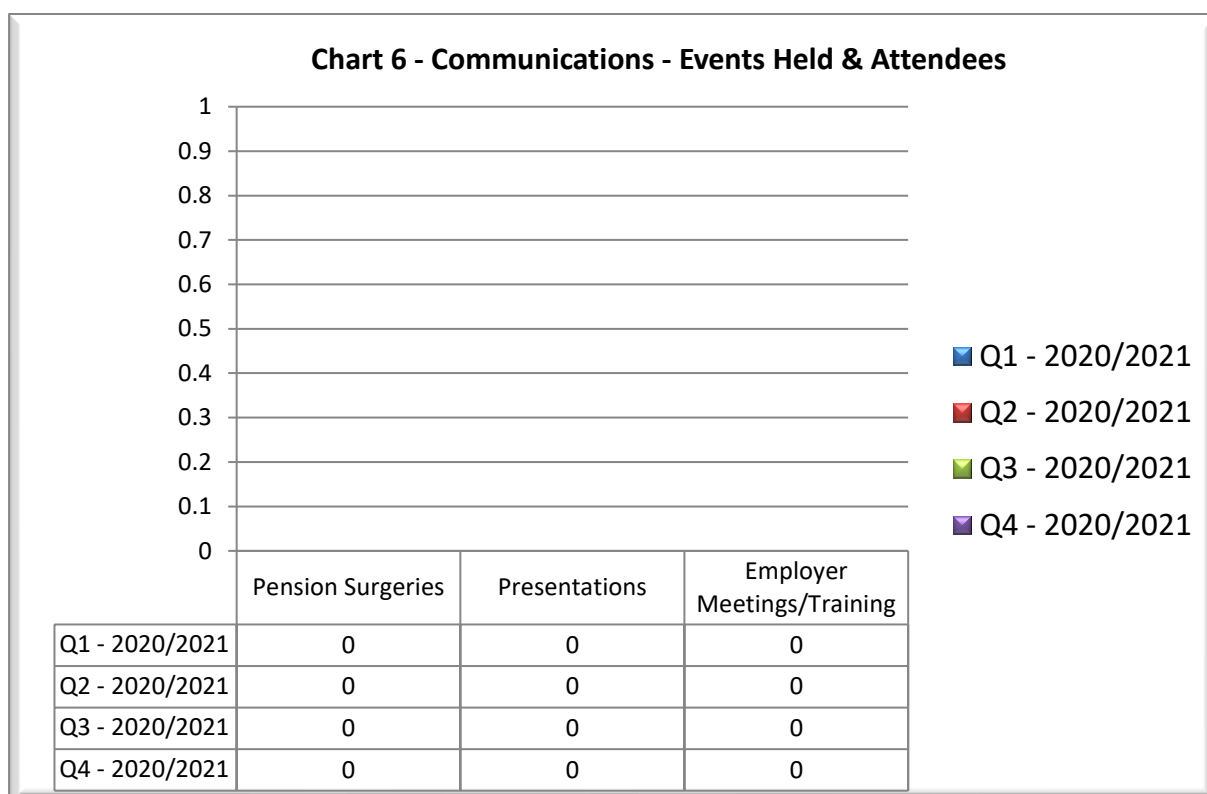 Chart 6 - Communications - Events Held & Attendees
1
0.9
0.8
0.7
0.6
0.5
0.4
0.3
0.2
0.1
0
Pension Surgeries
Presentations
Employer
Meetings/Training
Q1 - 2020/2021 0 0 0
Q2 - 2020/2021 0 0 0
Q3 - 2020/2021 0 0 0
Q4 - 2020/2021 0 0 0
Q1 - 2020/2021
Q2 - 2020/2021
Q3 - 2020/2021
Q4 - 2020/2021